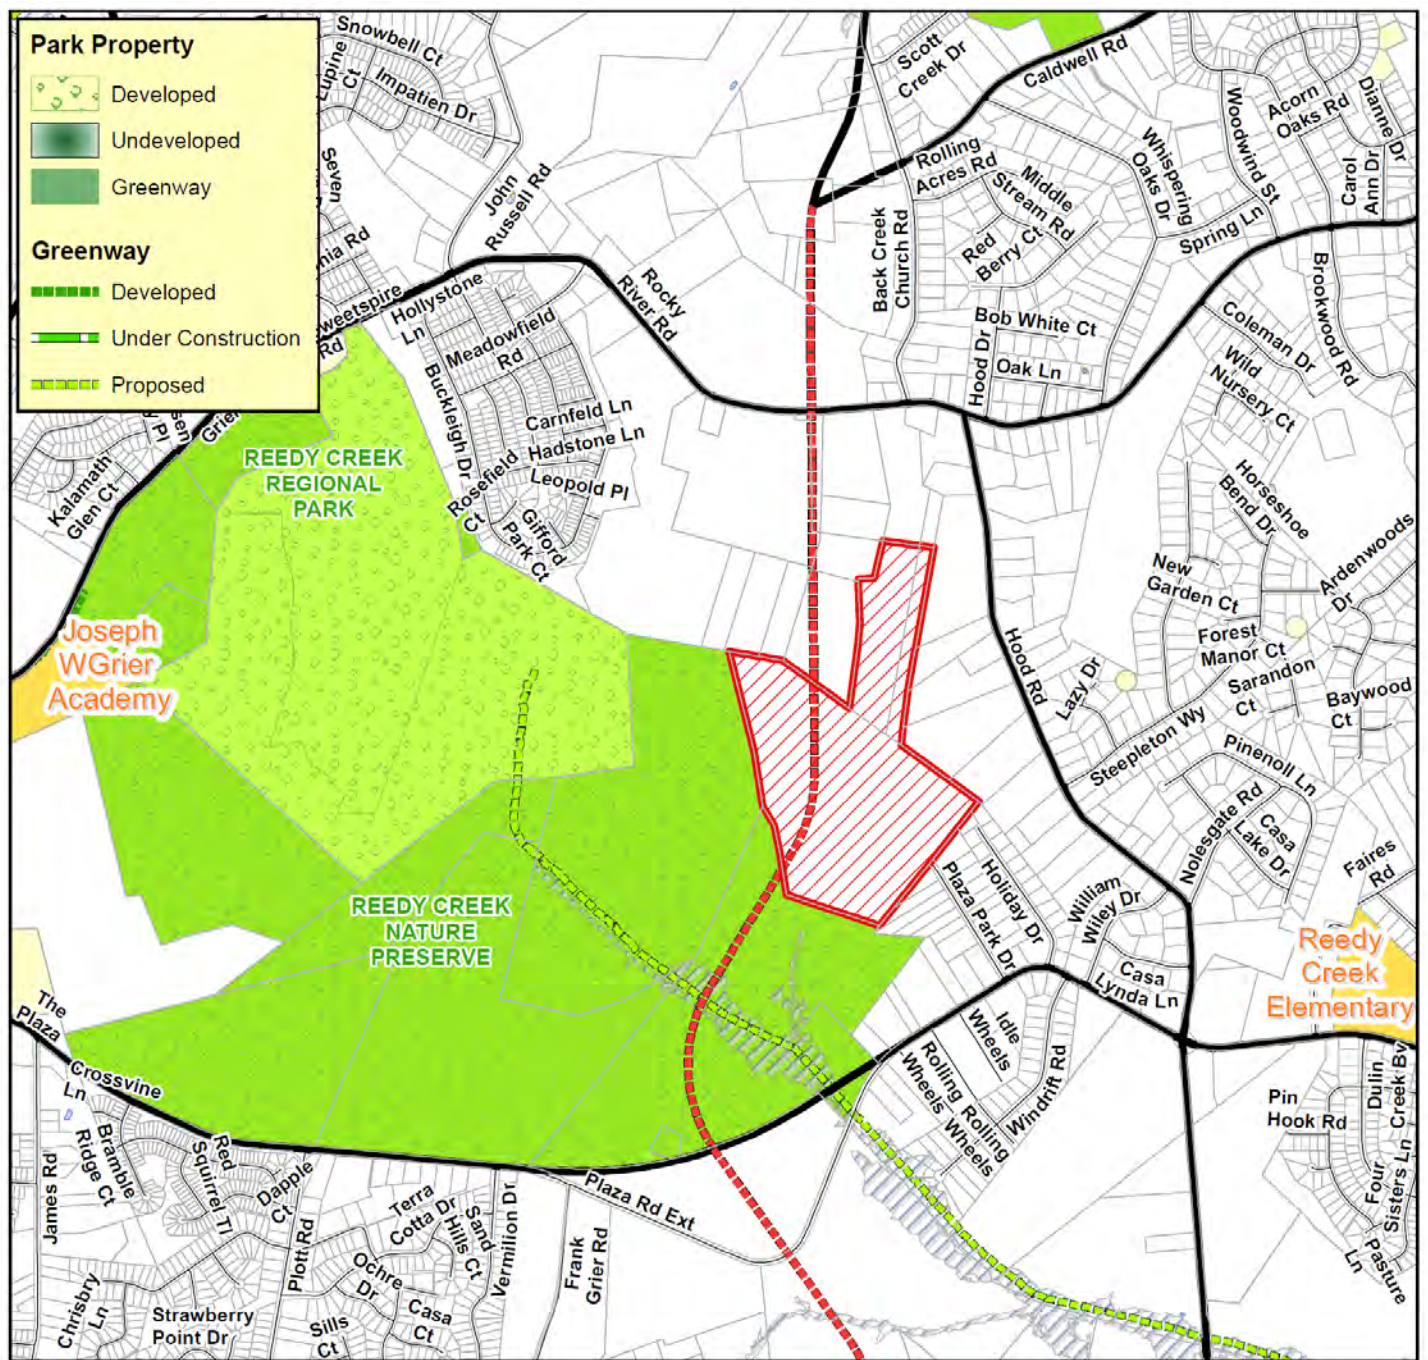 Park Property
Developed
Undeveloped
Greenway
Greenway
Developed
Under Construction
Proposed
Snowbell Ct
Lupine
Ct
Impatien Dr
Seven
John
Russell Rd
nia Rd
weetspire
Rd
Hollystone
Ln
Meadowfield
Rd
Rocky
River Rd
Buckleigh Dr
Carnfeld Ln
Hadstone Ln
Rosefield
Ct
Leopold Pl
Gifford
Park Ct
Grier
Kalamath
Glen Ct
Scott
Creek Dr
Caldwell Rd
Rolling
Acres Rd
Middle
Stream Rd
Red
Berry Ct
Back Creek
Church Rd
Whispering
Oaks Dr
Woodwind St
Acorn
Oaks Rd
Dianne Dr
Carol
Ann Dr
Spring Ln
Brookwood Rd
Bob White Ct
Hood Dr
Oak Ln
Coleman Dr
Wild
Nursery Ct
Horseshoe
Bend Dr
Ardenwoods
Dr
New
Garden Ct
Forest
Manor Ct
Sarandon
Ct
Baywood
Ct
Hood Rd
Lazy Dr
Steepleton Wy
Pinenoll Ln
Nolesgate Rd
Casa
Lake Dr
Faires
Rd
REEDY CREEK
REGIONAL
PARK
Joseph
WGrier
Academy
REEDY CREEK
NATURE
PRESERVE
Holiday Dr
Plaza Park Dr
William
Wiley Dr
Casa
Lynda Ln
Reedy
Creek
Elementary
The
Plaza
Crossvine
Ln
Idle
Wheels
Rolling
Wheels
Rolling
Wheels
Windrift Rd
Pin
Hook Rd
Dulin
Creek Bv
Four
Sisters Ln
Pasture
Ln
James Rd
Bramble
Ridge Ct
Red
Squirrel Tl
Dapple
Ct
Plott Rd
Terra
Cotta Dr
Sand
Hills Ct
Vermilion Dr
Plaza Rd Ext
Frank
Grier Rd
Chrisbry
Ln
Strawberry
Point Dr
Ochre
Dr
Casa
Ct
Sills
Ct